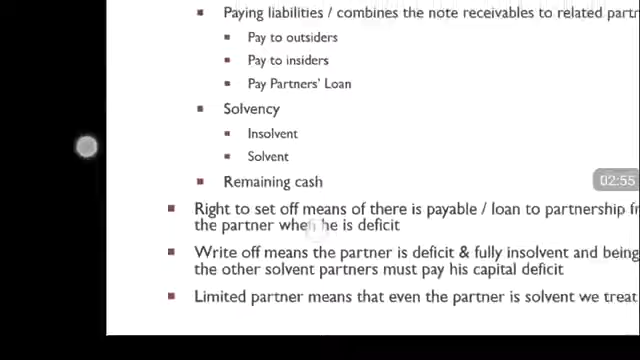 Paying liabilities / combines the note receivables to related partn
Pay to outsiders
Pay to insiders
Pay Partners' Loan
Solvency
Insolvent
Solvent
02:55
Remaining cash
Right to set off means of there is payable / loan to partnership fr
the partner when he is deficit
Write off means the partner is deficit & fully insolvent and being
the other solvent partners must pay his capital deficit
Limited partner means that even the partner is solvent we treat